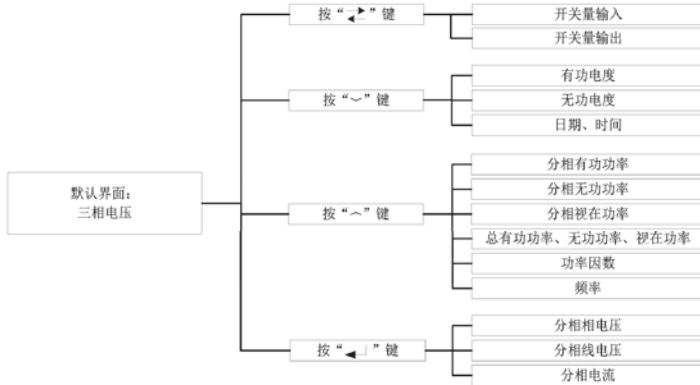 默认界面：
三相电压
按“⇄”键
开关量输入
开关量输出
按“﹀”键
有功电度
无功电度
日期、时间
按“︿”键
分相有功功率
分相无功功率
分相视在功率
总有功功率、无功功率、视在功率
功率因数
频率
按“↵”键
分相相电压
分相线电压
分相电流